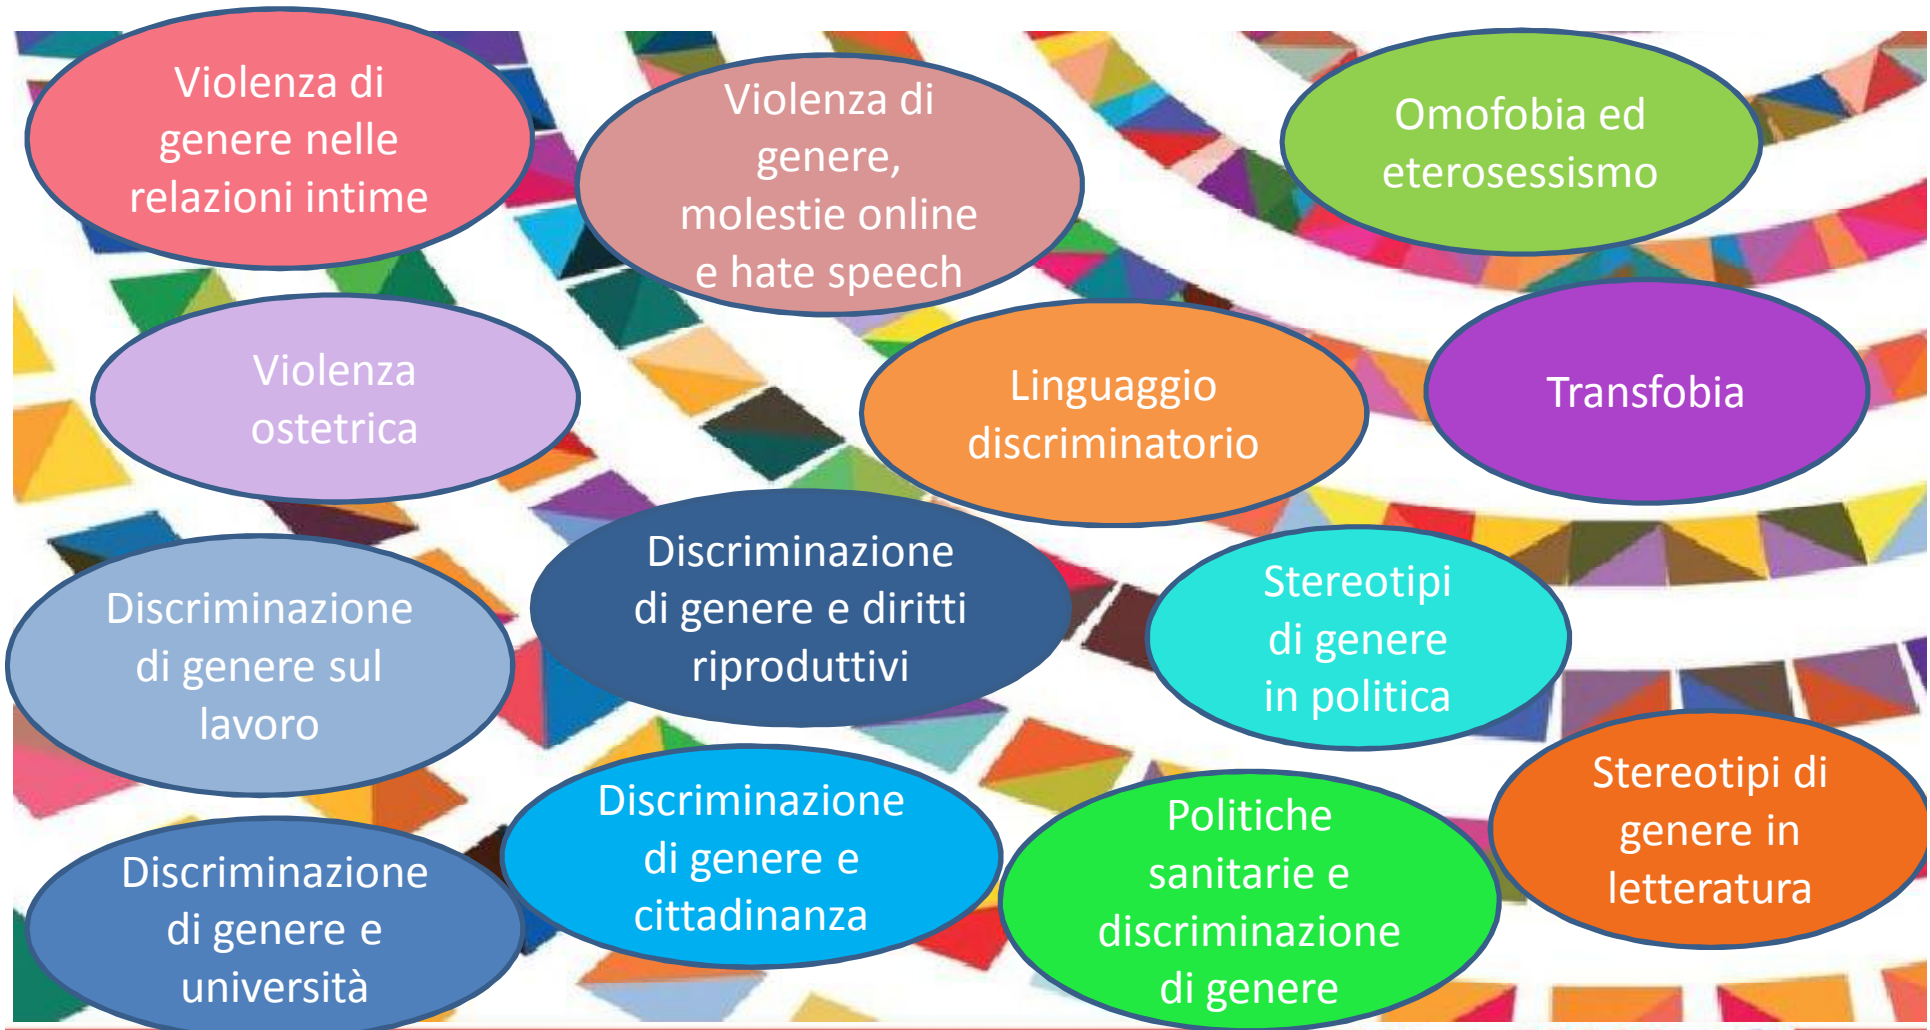 Violenza di
genere nelle
relazioni intime
Violenza di
genere,
molestie online
e hate speech
Omofobia ed
eterosessismo
Violenza
ostetrica
Linguaggio
discriminatorio
Transfobia
Discriminazione
di genere sul
lavoro
Discriminazione
di genere e diritti
riproduttivi
Stereotipi
di genere
in politica
Discriminazione
di genere e
università
Discriminazione
di genere e
cittadinanza
Politiche
sanitarie e
discriminazione
di genere
Stereotipi di
genere in
letteratura